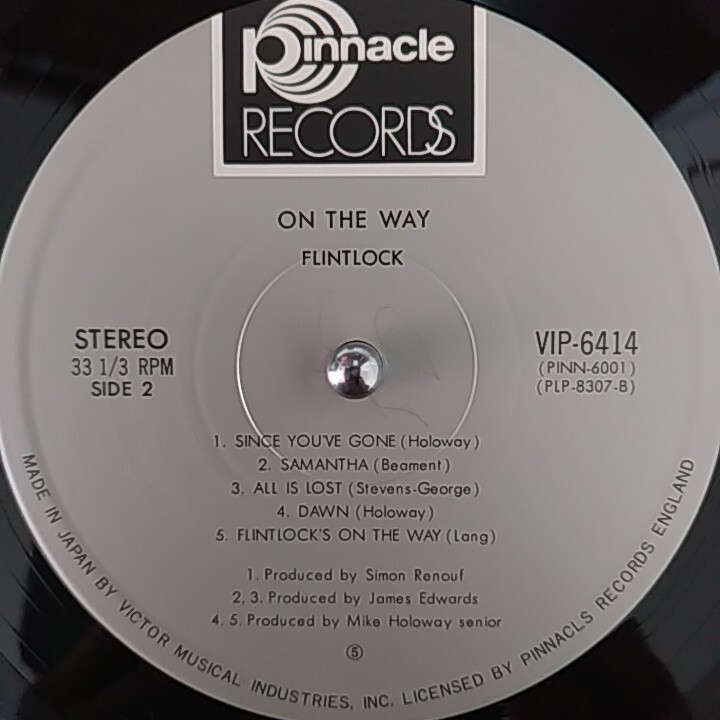 Pinnacle
RECORDS
ON THE WAY
FLINTLOCK
STEREO
33 1/3 RPM
SIDE 2
VIP-6414
(PINN-6001)
(PLP-8307-B)
1. SINCE YOU'VE GONE (Holoway)
2. SAMANTHA (Beament)
3. ALL IS LOST (Stevens-George)
4. DAWN (Holoway)
5. FLINTLOCK'S ON THE WAY (Lang)
1. Produced by Simon Renouf
2, 3. Produced by James Edwards
4. 5. Produced by Mike Holoway senior
⑤
MADE IN JAPAN BY VICTOR MUSICAL INDUSTRIES, INC. LICENSED BY PINNACLS RECORDS ENGLAND